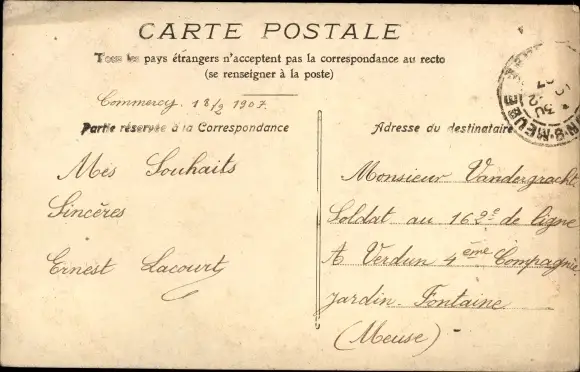 CARTE POSTALE
Tous les pays étrangers n'acceptent pas la correspondance au recto
(se renseigner à la poste)
Commercy 18/2 1907
Partie réservée à la Correspondance
Mes Souhaits
Sincères
Ernest Lacourt
Adresse du destinataire
Monsieur Vandergracht
Soldat au 162e de ligne
A Verdun 4ème Compagnie
Jardin-Fontaine
(Meuse)
MEUSE